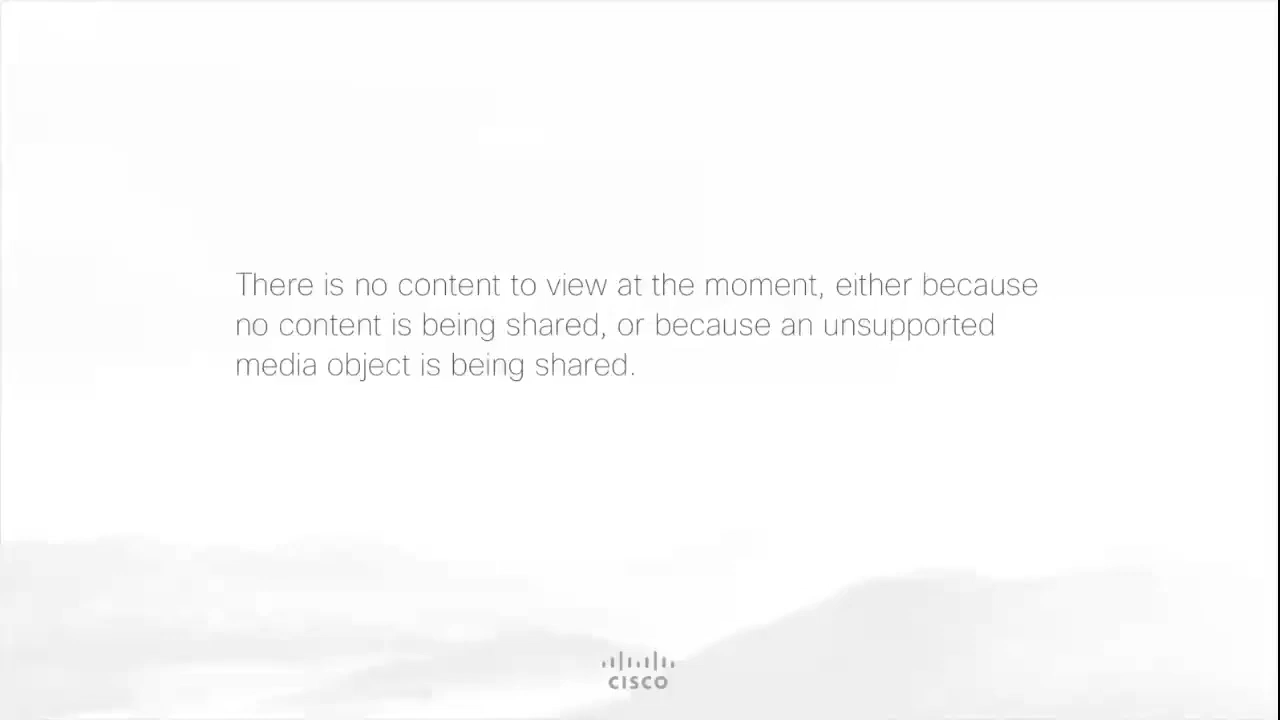 There is no content to view at the moment, either because
no content is being shared, or because an unsupported
media object is being shared.
CISCO